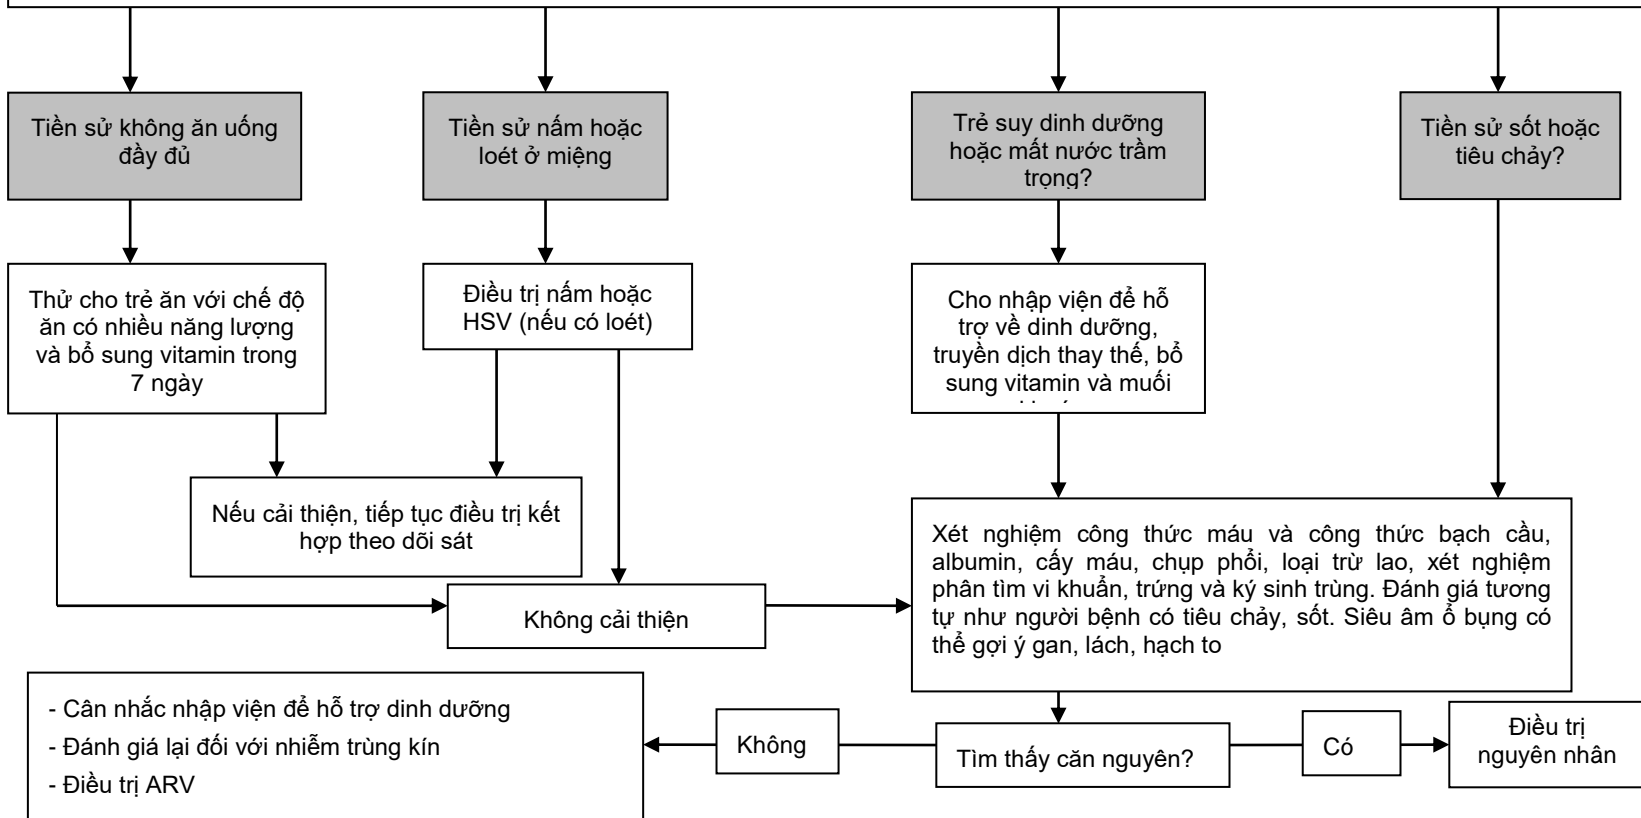 Tiền sử không ăn uống
đầy đủ
Tiền sử nấm hoặc
loét ở miệng
Trẻ suy dinh dưỡng
hoặc mất nước trầm
trọng?
Tiền sử sốt hoặc
tiêu chảy?
Thử cho trẻ ăn với chế độ
ăn có nhiều năng lượng
và bổ sung vitamin trong
7 ngày
Điều trị nấm hoặc
HSV (nếu có loét)
Cho nhập viện để hỗ
trợ về dinh dưỡng,
truyền dịch thay thế, bổ
sung vitamin và muối
Nếu cải thiện, tiếp tục điều trị kết
hợp theo dõi sát
Không cải thiện
Xét nghiệm công thức máu và công thức bạch cầu,
albumin, cấy máu, chụp phổi, loại trừ lao, xét nghiệm
phân tìm vi khuẩn, trứng và ký sinh trùng. Đánh giá tương
tự như người bệnh có tiêu chảy, sốt. Siêu âm ổ bụng có
thể gợi ý gan, lách, hạch to
- Cân nhắc nhập viện để hỗ trợ dinh dưỡng
- Đánh giá lại đối với nhiễm trùng kín
- Điều trị ARV
Không
Tìm thấy căn nguyên?
Có
Điều trị
nguyên nhân